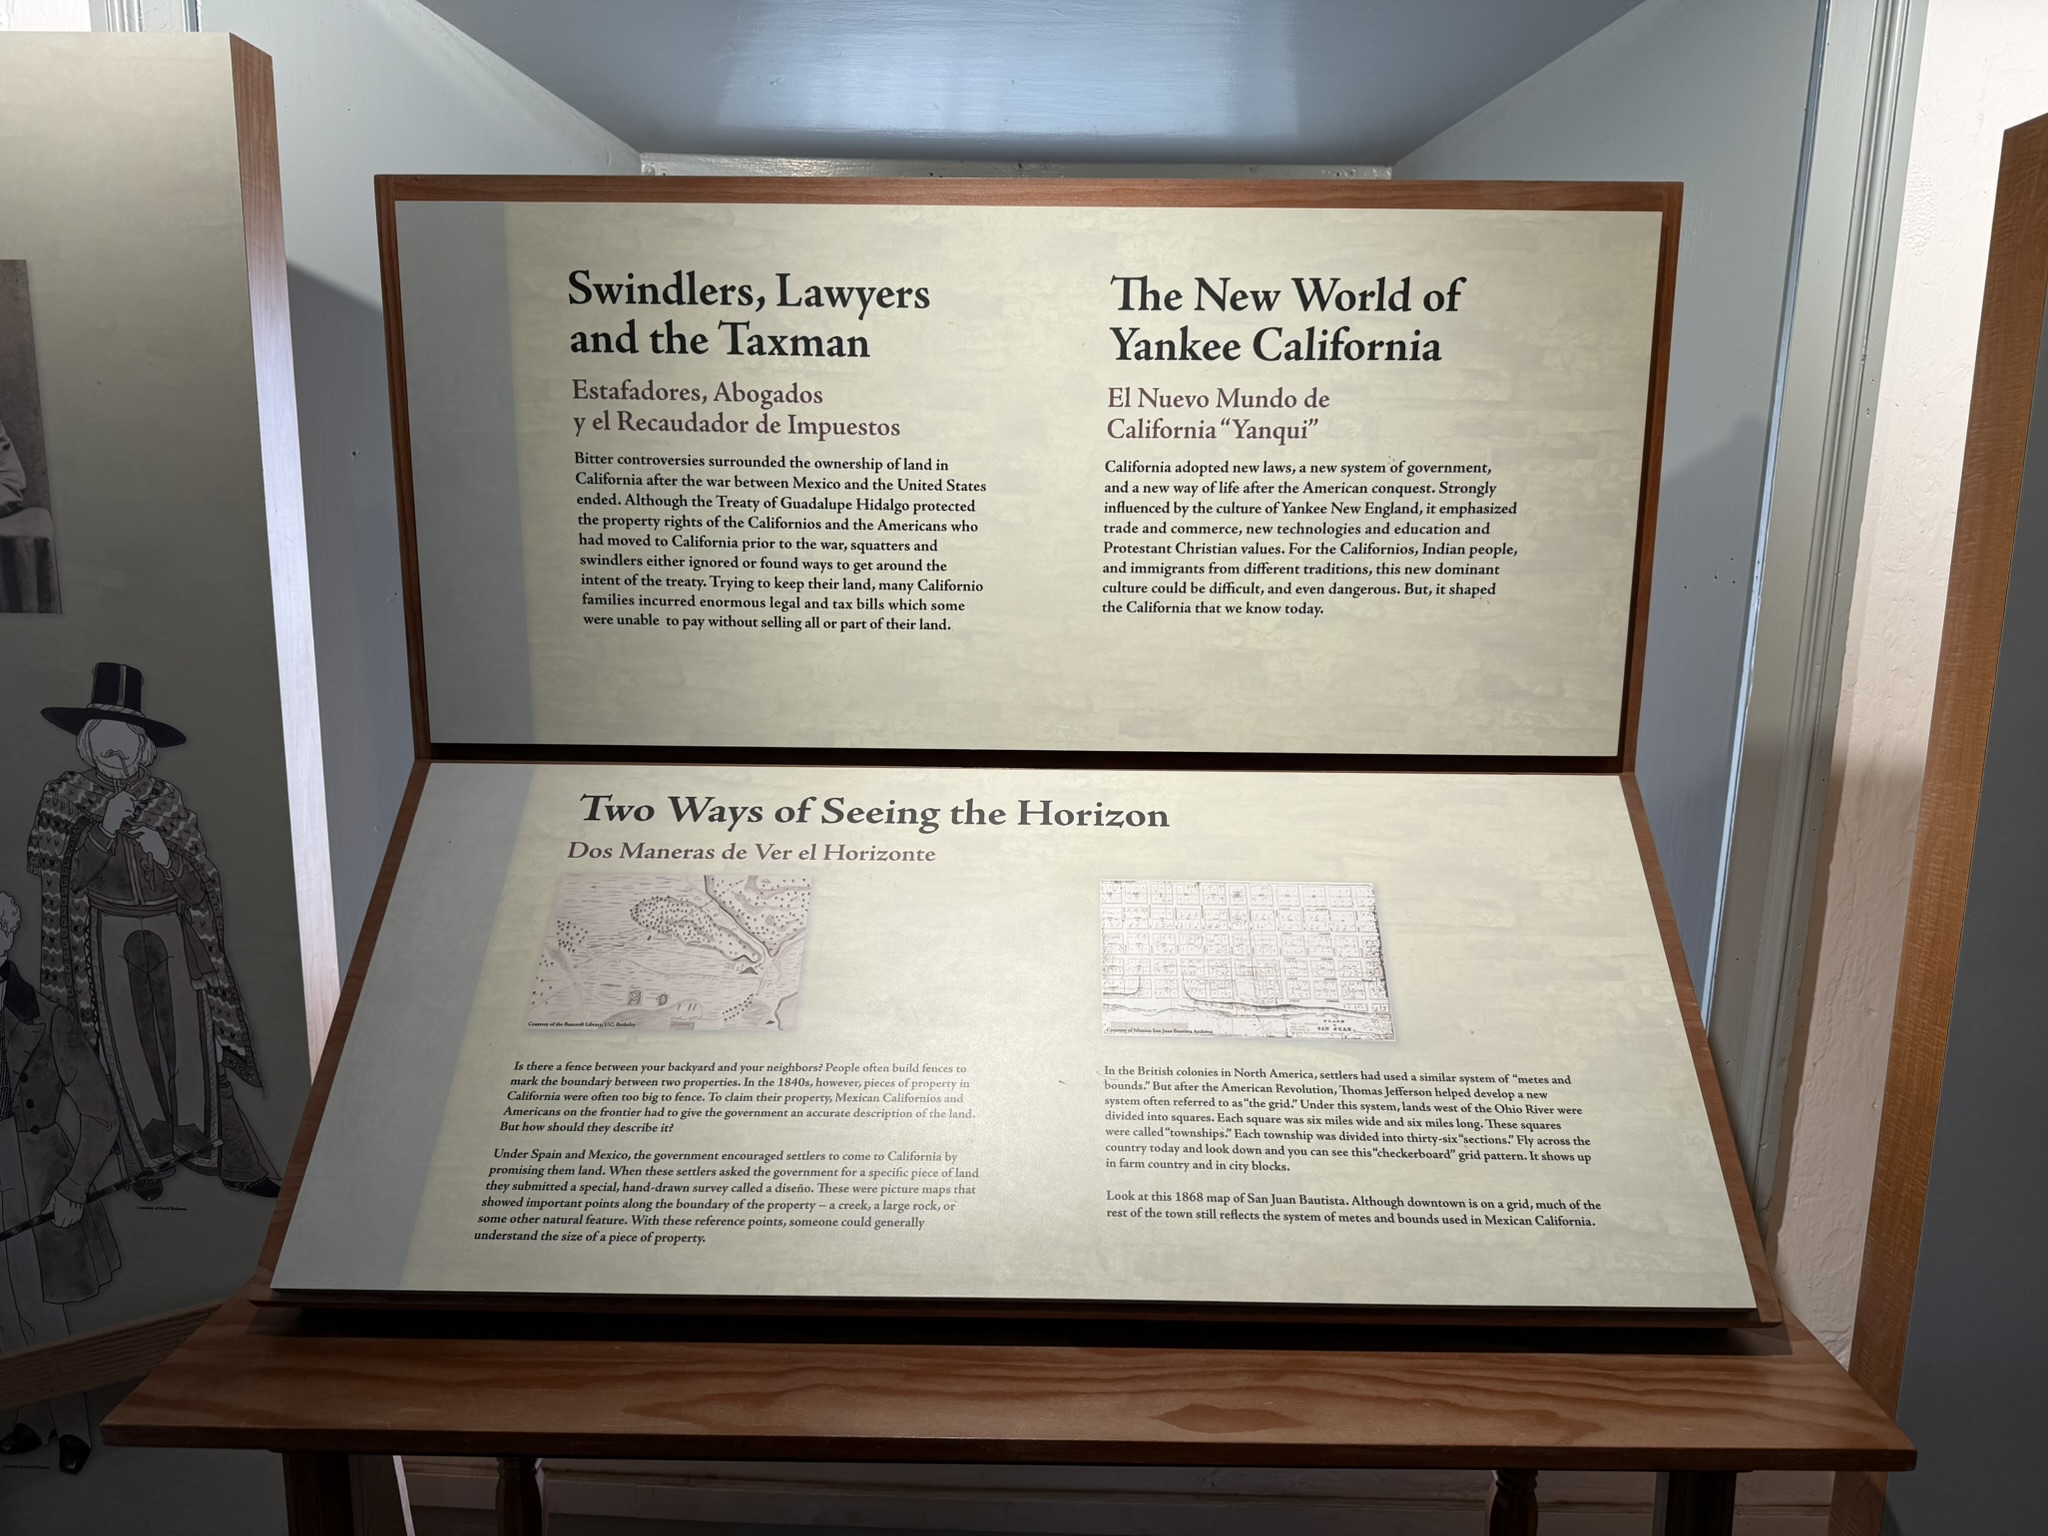 Swindlers, Lawyers
and the Taxman
Estafadores, Abogados
y el Recaudador de Impuestos
Bitter controversies surrounded the ownership of land in
California after the war between Mexico and the United States
ended. Although the Treaty of Guadalupe Hidalgo protected
the property rights of the Californios and the Americans who
had moved to California prior to the war, squatters and
swindlers either ignored or found ways to get around the
intent of the treaty. Trying to keep their land, many Californio
families incurred enormous legal and tax bills which some
were unable to pay without selling all or part of their land.
The New World of
Yankee California
El Nuevo Mundo de
California “Yanqui”
California adopted new laws, a new system of government,
and a new way of life after the American conquest. Strongly
influenced by the culture of Yankee New England, it emphasized
trade and commerce, new technologies and education and
Protestant Christian values. For the Californios, Indian people,
and immigrants from different traditions, this new dominant
culture could be difficult, and even dangerous. But, it shaped
the California that we know today.
Two Ways of Seeing the Horizon
Dos Maneras de Ver el Horizonte
Courtesy of the Bancroft Library, U.C. Berkeley
Is there a fence between your backyard and your neighbors? People often build fences to
mark the boundary between two properties. In the 1840s, however, pieces of property in
California were often too big to fence. To claim their property, Mexican Californios and
Americans on the frontier had to give the government an accurate description of the land.
But how should they describe it?
Under Spain and Mexico, the government encouraged settlers to come to California by
promising them land. When these settlers asked the government for a specific piece of land
they submitted a special, hand-drawn survey called a diseño. These were picture maps that
showed important points along the boundary of the property – a creek, a large rock, or
some other natural feature. With these reference points, someone could generally
understand the size of a piece of property.
SAN JUAN
Courtesy of Mission San Juan Bautista Archives
In the British colonies in North America, settlers had used a similar system of “metes and
bounds.” But after the American Revolution, Thomas Jefferson helped develop a new
system often referred to as “the grid.” Under this system, lands west of the Ohio River were
divided into squares. Each square was six miles wide and six miles long. These squares
were called “townships.” Each township was divided into thirty-six “sections.” Fly across the
country today and look down and you can see this “checkerboard” grid pattern. It shows up
in farm country and in city blocks.
Look at this 1868 map of San Juan Bautista. Although downtown is on a grid, much of the
rest of the town still reflects the system of metes and bounds used in Mexican California.